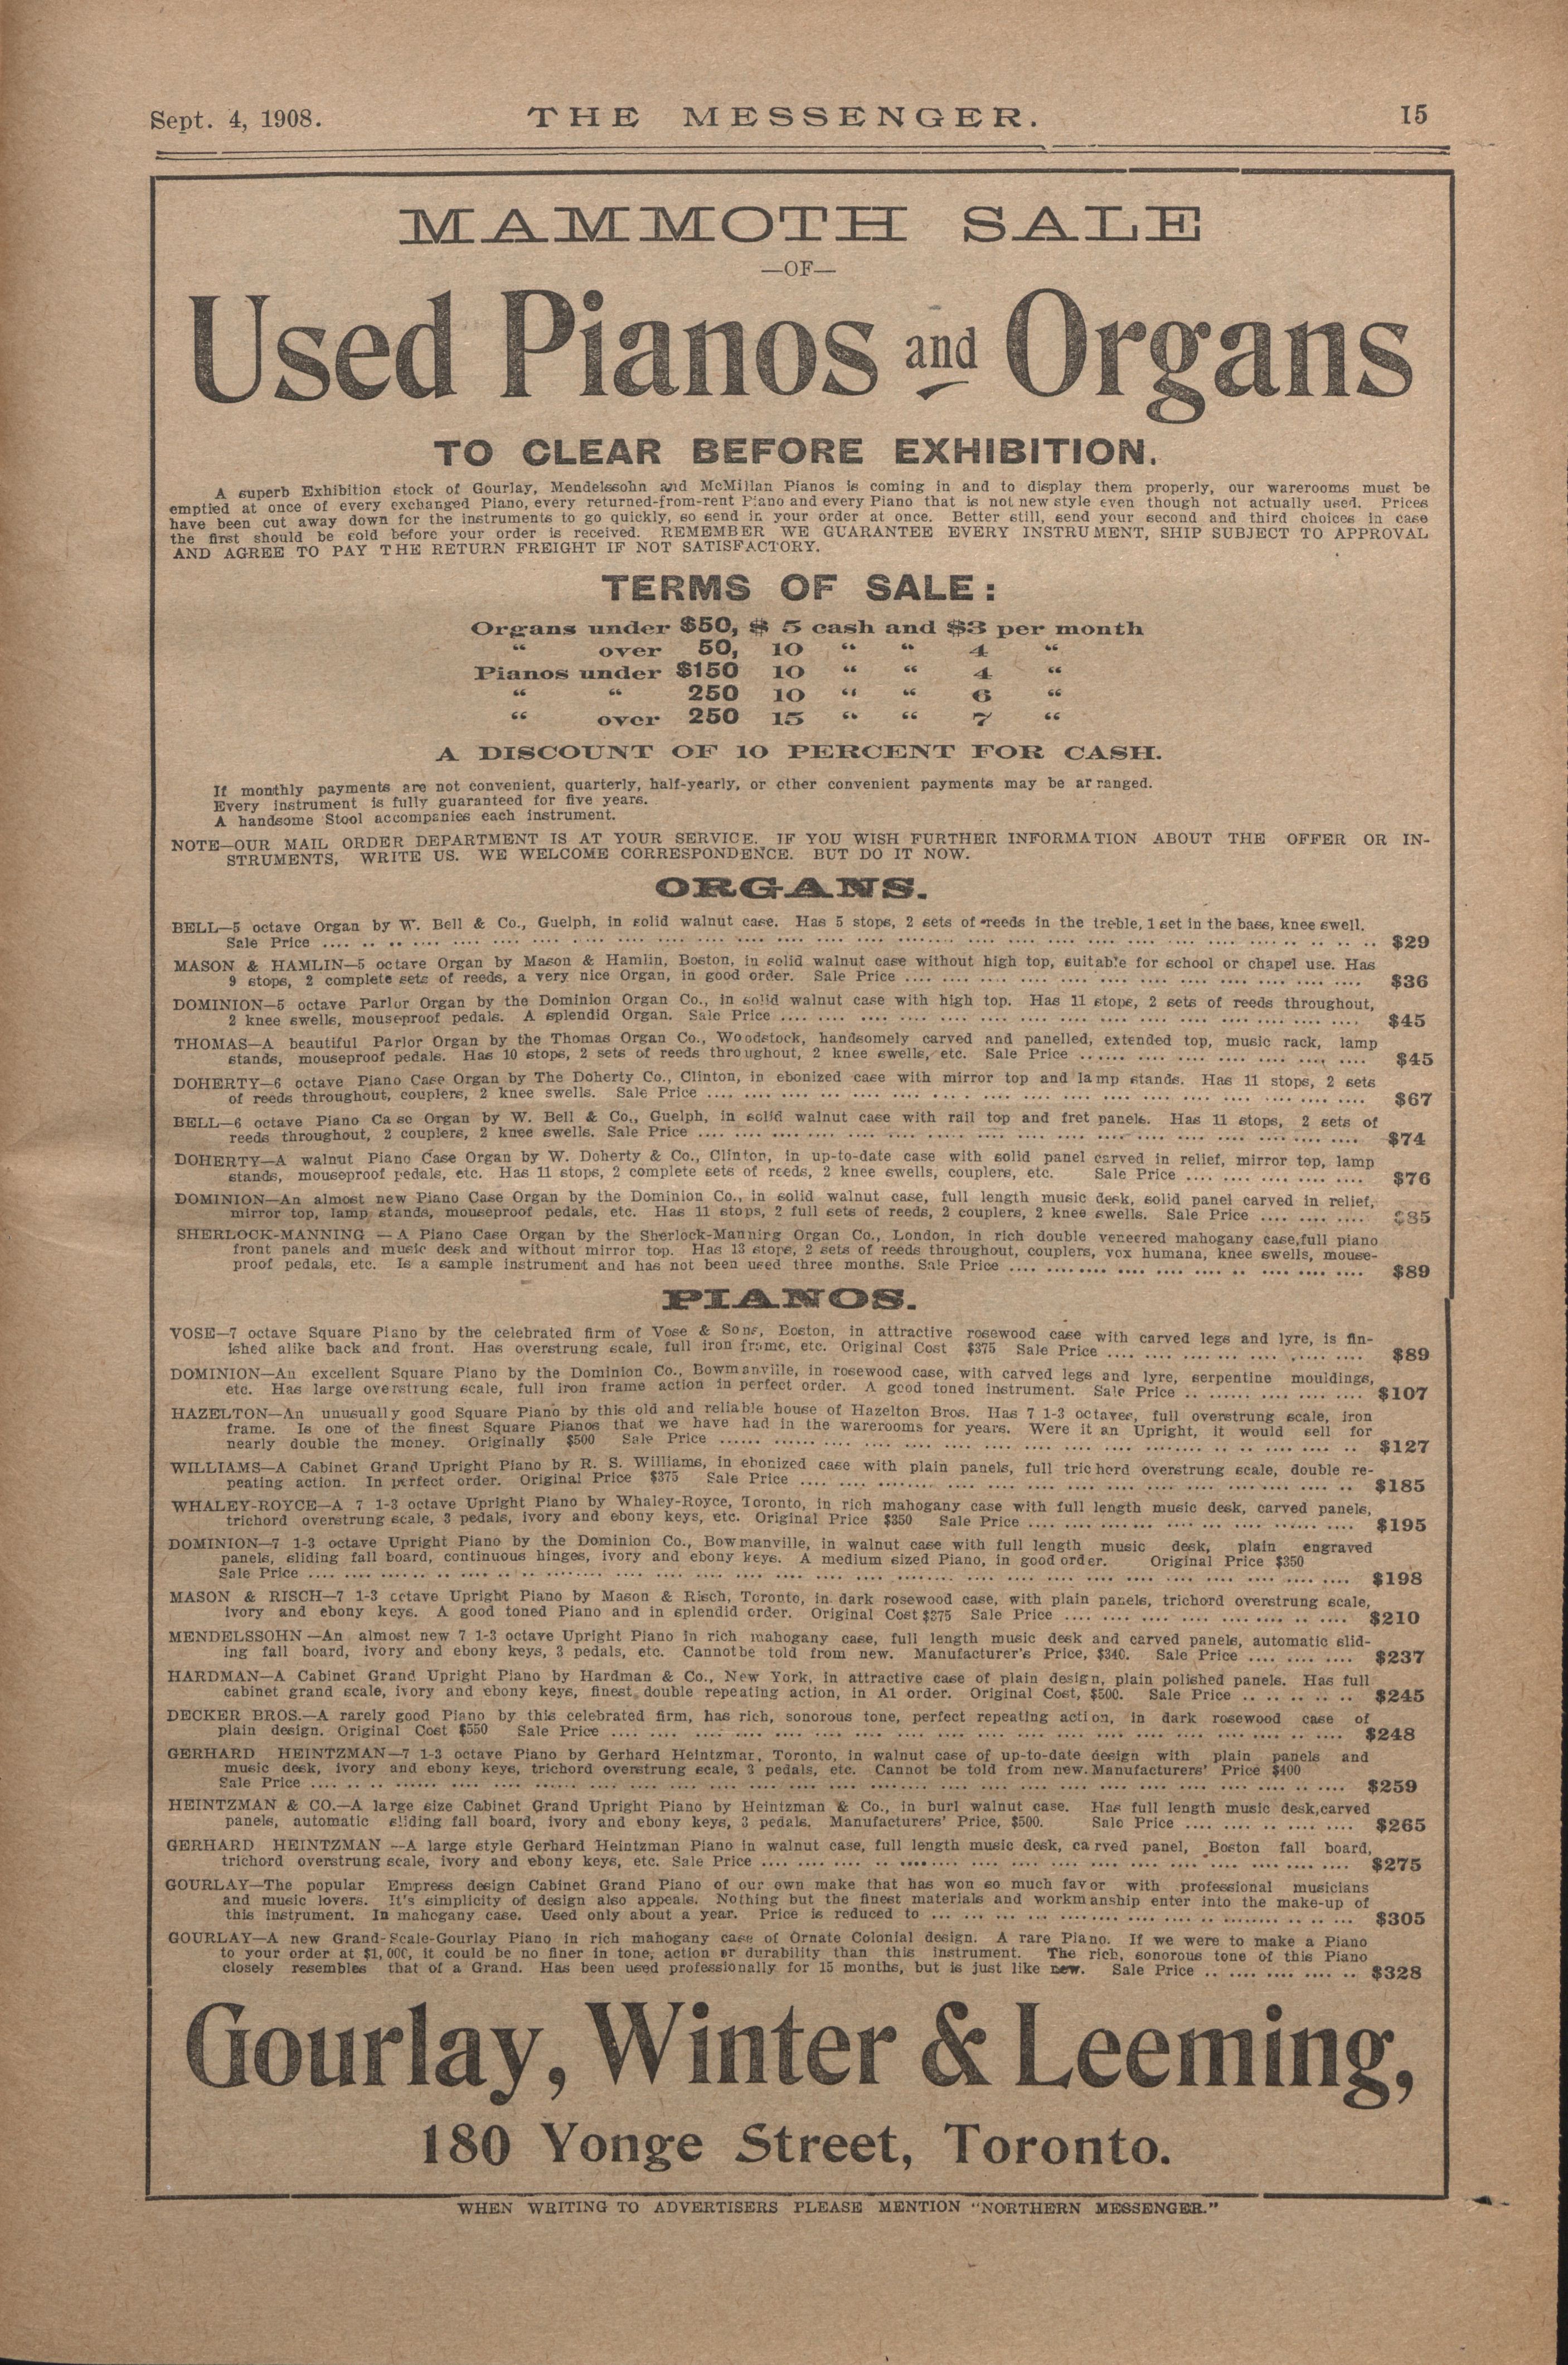 Sept. 4, 1908.
THE MESSENGER.
15
MAMMOTH SALE
—OF—
Used Pianos and Organs
TO CLEAR BEFORE EXHIBITION.
A superb Exhibition stock of Gourlay, Mendelssohn and McMillan Pianos is coming in and to display them properly, our warerooms must be
emptied at once of every exchanged Piano, every returned-from-rent Piano and every Piano that is not new style even though not actually used. Prices
have been cut away down for the instruments to go quickly, so send in your order at once. Better still, send your second and third choices in case
the first should be sold before your order is received. REMEMBER WE GUARANTEE EVERY INSTRUMENT, SHIP SUBJECT TO APPROVAL
AND AGREE TO PAY THE RETURN FREIGHT IF NOT SATISFACTORY.
TERMS OF SALE:
Organs under $50, $ 5 cash and $3 per month
“ over 50, 10 “ “ 4 “
Pianos under $150 10 “ “ 4 “
“ “ 250 10 “ “ 6 “
“ over 250 15 “ “ 7 “
A DISCOUNT OF 10 PERCENT FOR CASH.
If monthly payments are not convenient, quarterly, half-yearly, or other convenient payments may be arranged.
Every instrument is fully guaranteed for five years.
A handsome Stool accompanies each instrument.
NOTE—OUR MAIL ORDER DEPARTMENT IS AT YOUR SERVICE. IF YOU WISH FURTHER INFORMATION ABOUT THE OFFER OR IN-
STRUMENTS, WRITE US. WE WELCOME CORRESPONDENCE. BUT DO IT NOW.
ORGANS.
BELL—5 octave Organ by W. Bell & Co., Guelph, in solid walnut case. Has 5 stops, 2 sets of reeds in the treble, 1 set in the bass, knee swell.
Sale Price .... $29
MASON & HAMLIN—5 octave Organ by Mason & Hamlin, Boston, in solid walnut case without high top, suitable for school or chapel use. Has
9 stops, 2 complete sets of reeds, a very nice Organ, in good order. Sale Price .... $36
DOMINION—5 octave Parlor Organ by the Dominion Organ Co., in solid walnut case with high top. Has 11 stops, 2 sets of reeds throughout,
2 knee swells, mouseproof pedals. A splendid Organ. Sale Price .... $45
THOMAS—A beautiful Parlor Organ by the Thomas Organ Co., Woodstock, handsomely carved and panelled, extended top, music rack, lamp
stands, mouseproof pedals. Has 10 stops, 2 sets of reeds throughout, 2 knee swells, etc. Sale Price .... $45
DOHERTY—6 octave Piano Case Organ by The Doherty Co., Clinton, in ebonized case with mirror top and lamp stands. Has 11 stops, 2 sets
of reeds throughout, couplers, 2 knee swells. Sale Price .... $67
BELL—6 octave Piano Case Organ by W. Bell & Co., Guelph, in solid walnut case with rail top and fret panels. Has 11 stops, 2 sets of
reeds throughout, 2 couplers, 2 knee swells. Sale Price .... $74
DOHERTY—A walnut Piano Case Organ by W. Doherty & Co., Clinton, in up-to-date case with solid panel carved in relief, mirror top, lamp
stands, mouseproof pedals, etc. Has 11 stops, 2 complete sets of reeds, 2 knee swells, couplers, etc. Sale Price .... $76
DOMINION—An almost new Piano Case Organ by the Dominion Co., in solid walnut case, full length music desk, solid panel carved in relief,
mirror top, lamp stands, mouseproof pedals, etc. Has 11 stops, 2 full sets of reeds, 2 couplers, 2 knee swells. Sale Price .... $85
SHERLOCK-MANNING — A Piano Case Organ by the Sherlock-Manning Organ Co., London, in rich double veneered mahogany case, full piano
front panels and music desk and without mirror top. Has 13 stops, 2 sets of reeds throughout, couplers, vox humana, knee swells, mouse-
proof pedals, etc. Is a sample instrument and has not been used three months. Sale Price .... $89
PIANOS.
VOSE—7 octave Square Piano by the celebrated firm of Vose & Sons, Boston, in attractive rosewood case with carved legs and lyre, is fin-
ished alike back and front. Has overstrung scale, full iron frame, etc. Original Cost $375 Sale Price .... $89
DOMINION—An excellent Square Piano by the Dominion Co., Bowmanville, in rosewood case, with carved legs and lyre, serpentine mouldings,
etc. Has large overstrung scale, full iron frame action in perfect order. A good toned instrument. Sale Price .... $107
HAZELTON—An unusually good Square Piano by this old and reliable house of Hazelton Bros. Has 7 1-3 octaves, full overstrung scale, iron
frame. Is one of the finest Square Pianos that we have had in the warerooms for years. Were it an Upright, it would sell for
nearly double the money. Originally $500 Sale Price .... $127
WILLIAMS—A Cabinet Grand Upright Piano by R. S. Williams, in ebonized case with plain panels, full trichord overstrung scale, double re-
peating action. In perfect order. Original Price $375 Sale Price .... $185
WHALEY-ROYCE—A 7 1-3 octave Upright Piano by Whaley-Royce, Toronto, in rich mahogany case with full length music desk, carved panels,
trichord overstrung scale, 3 pedals, ivory and ebony keys, etc. Original Price $350 Sale Price .... $195
DOMINION—7 1-3 octave Upright Piano by the Dominion Co., Bowmanville, in walnut case with full length music desk, plain engraved
panels, sliding fall board, continuous hinges, ivory and ebony keys. A medium sized Piano, in good order. Original Price $350
Sale Price .... $198
MASON & RISCH—7 1-3 octave Upright Piano by Mason & Risch, Toronto, in dark rosewood case, with plain panels, trichord overstrung scale,
ivory and ebony keys. A good toned Piano and in splendid order. Original Cost $375 Sale Price .... $210
MENDELSSOHN—An almost new 7 1-3 octave Upright Piano in rich mahogany case, full length music desk and carved panels, automatic slid-
ing fall board, ivory and ebony keys, 3 pedals, etc. Cannot be told from new. Manufacturer's Price, $340. Sale Price .... $237
HARDMAN—A Cabinet Grand Upright Piano by Hardman & Co., New York, in attractive case of plain design, plain polished panels. Has full
cabinet grand scale, ivory and ebony keys, finest double repeating action, in A1 order. Original Cost, $500. Sale Price .... $245
DECKER BROS.—A rarely good Piano by this celebrated firm, has rich, sonorous tone, perfect repeating action, in dark rosewood case of
plain design. Original Cost $550 Sale Price .... $248
GERHARD HEINTZMAN—7 1-3 octave Piano by Gerhard Heintzman, Toronto, in walnut case of up-to-date design with plain panels and
music desk, ivory and ebony keys, trichord overstrung scale, 3 pedals, etc. Cannot be told from new. Manufacturers' Price $400
Sale Price .... $259
HEINTZMAN & CO.—A large size Cabinet Grand Upright Piano by Heintzman & Co., in burl walnut case. Has full length music desk, carved
panels, automatic sliding fall board, ivory and ebony keys, 3 pedals. Manufacturers' Price, $500. Sale Price .... $265
GERHARD HEINTZMAN—A large style Gerhard Heintzman Piano in walnut case, full length music desk, carved panel, Boston fall board,
trichord overstrung scale, ivory and ebony keys, etc. Sale Price .... $275
GOURLAY—The popular Empress design Cabinet Grand Piano of our own make that has won so much favor with professional musicians
and music lovers. It's simplicity of design also appeals. Nothing but the finest materials and workmanship enter into the make-up of
this instrument. In mahogany case. Used only about a year. Price is reduced to .... $305
GOURLAY—A new Grand-Scale-Gourlay Piano in rich mahogany case of Ornate Colonial design. A rare Piano. If we were to make a Piano
to your order at $1,000, it could be no finer in tone, action or durability than this instrument. The rich, sonorous tone of this Piano
closely resembles that of a Grand. Has been used professionally for 15 months, but is just like new. Sale Price .... $328
Gourlay, Winter & Leeming,
180 Yonge Street, Toronto.
WHEN WRITING TO ADVERTISERS PLEASE MENTION "NORTHERN MESSENGER."